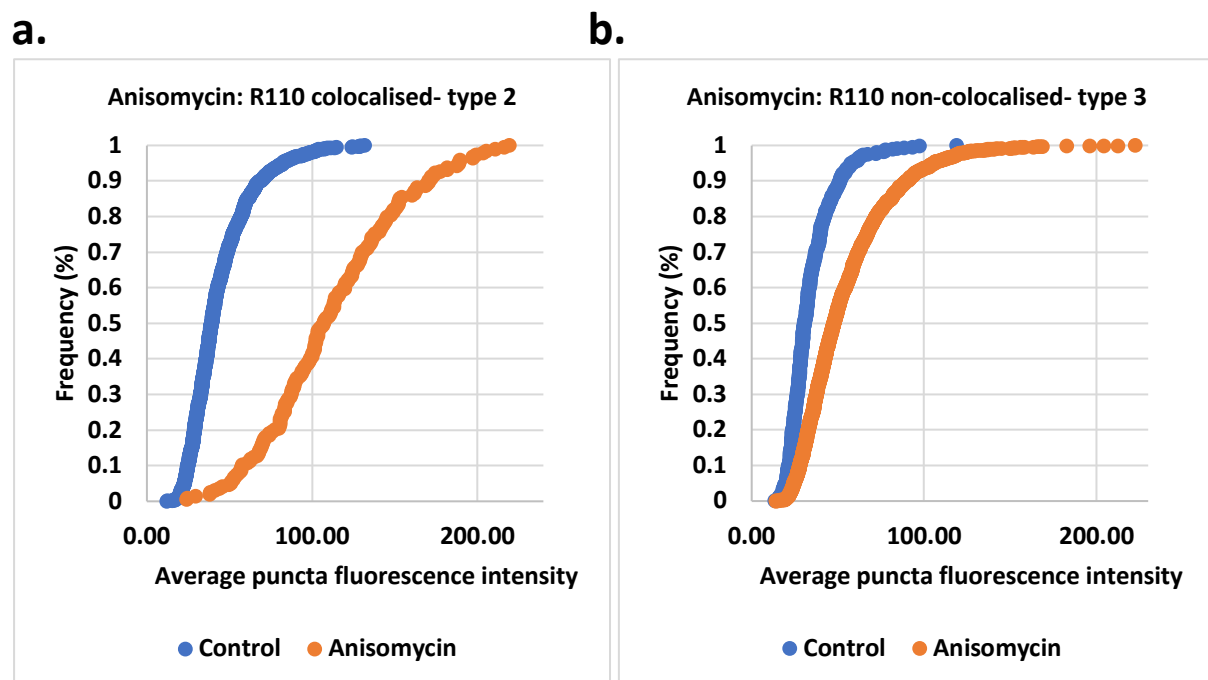 a.
Anisomycin: R110 colocalised- type 2
Frequency (%)
1
0.9
0.8
0.7
0.6
0.5
0.4
0.3
0.2
0.1
0
0.00 100.00 200.00
Average puncta fluorescence intensity
Control Anisomycin
b.
Anisomycin: R110 non-colocalised- type 3
Frequency (%)
1
0.9
0.8
0.7
0.6
0.5
0.4
0.3
0.2
0.1
0
0.00 100.00 200.00
Average puncta fluorescence intensity
Control Anisomycin